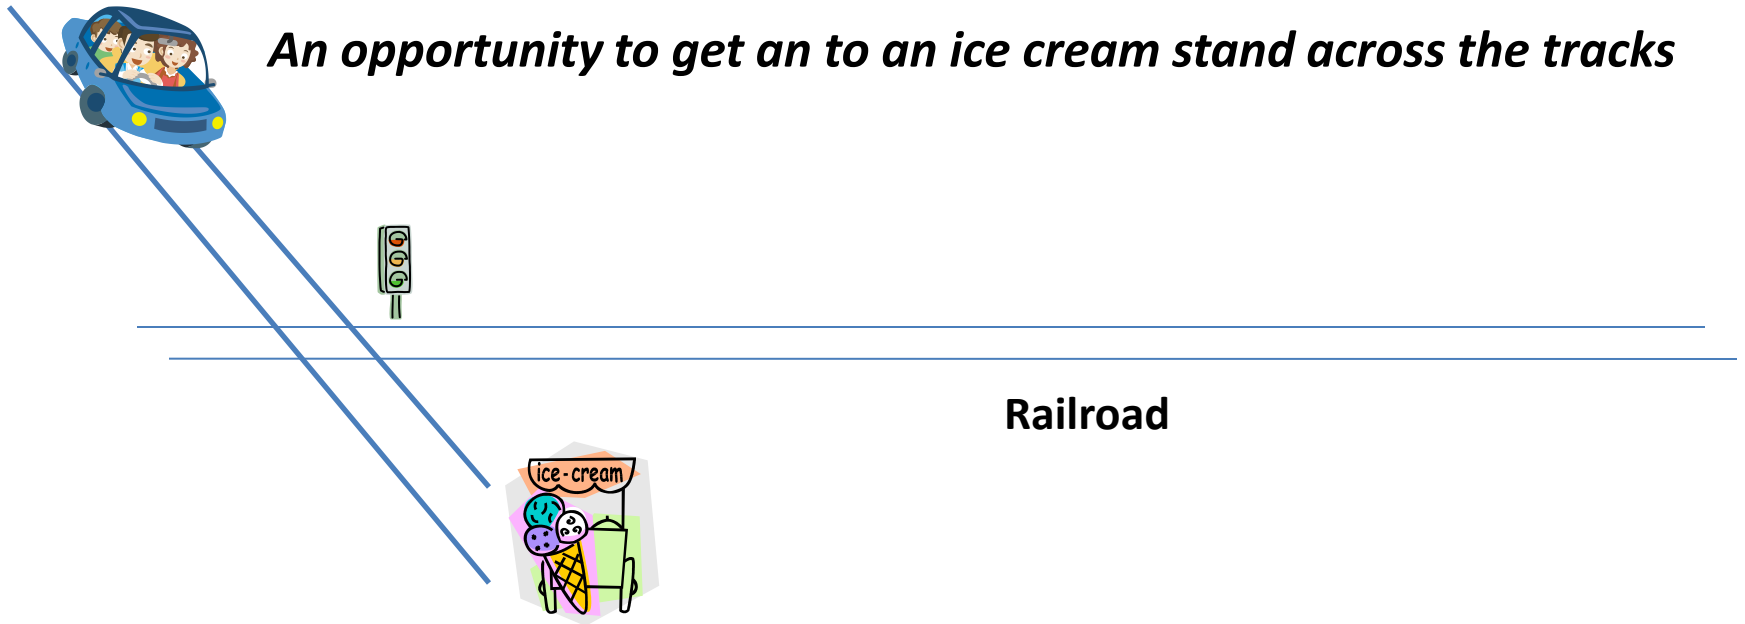 An opportunity to get an to an ice cream stand across the tracks
Railroad
ice-cream